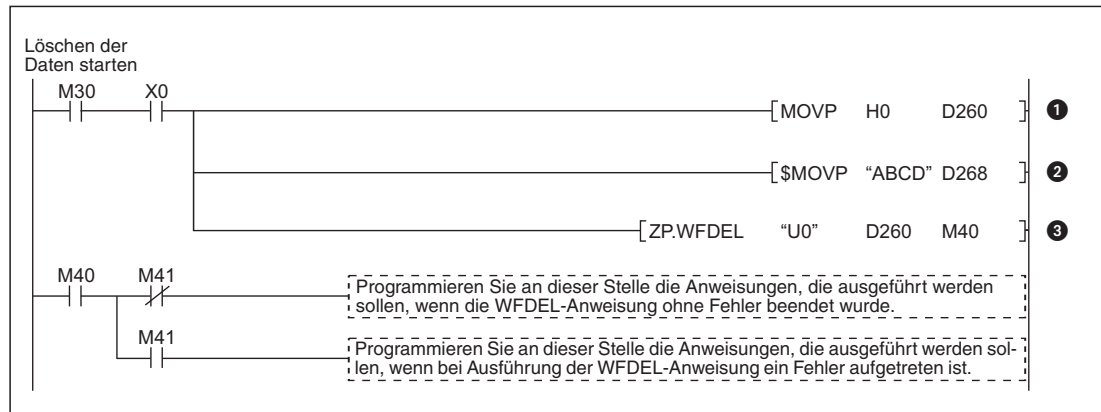 Löschen der
Daten starten
M30 X0
MOVP H0 D260 ❶
$MOVP “ABCD” D268 ❷
ZP.WFDEL “U0” D260 M40 ❸
M40 M41
Programmieren Sie an dieser Stelle die Anweisungen, die ausgeführt werden
sollen, wenn die WFDEL-Anweisung ohne Fehler beendet wurde.
M41
Programmieren Sie an dieser Stelle die Anweisungen, die ausgeführt werden sol-
len, wenn bei Ausführung der WFDEL-Anweisung ein Fehler aufgetreten ist.